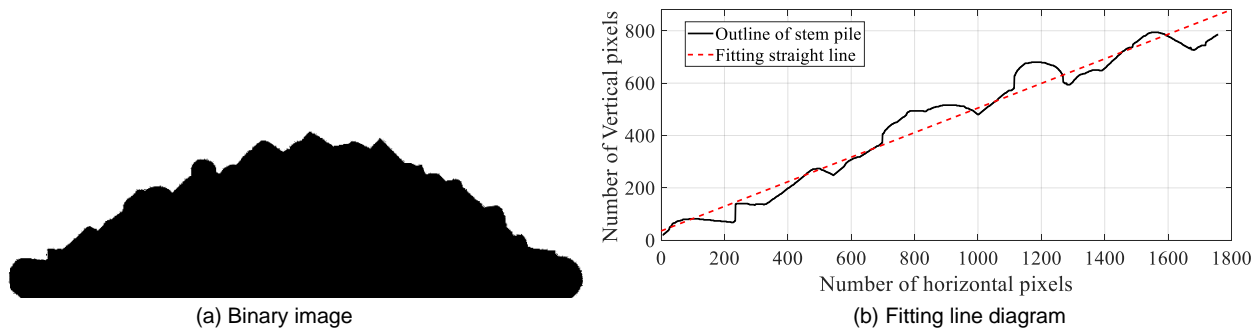 Outline of stem pile
Fitting straight line
Number of Vertical pixels
800
600
400
200
0
0 200 400 600 800 1000 1200 1400 1600 1800
Number of horizontal pixels
(a) Binary image
(b) Fitting line diagram